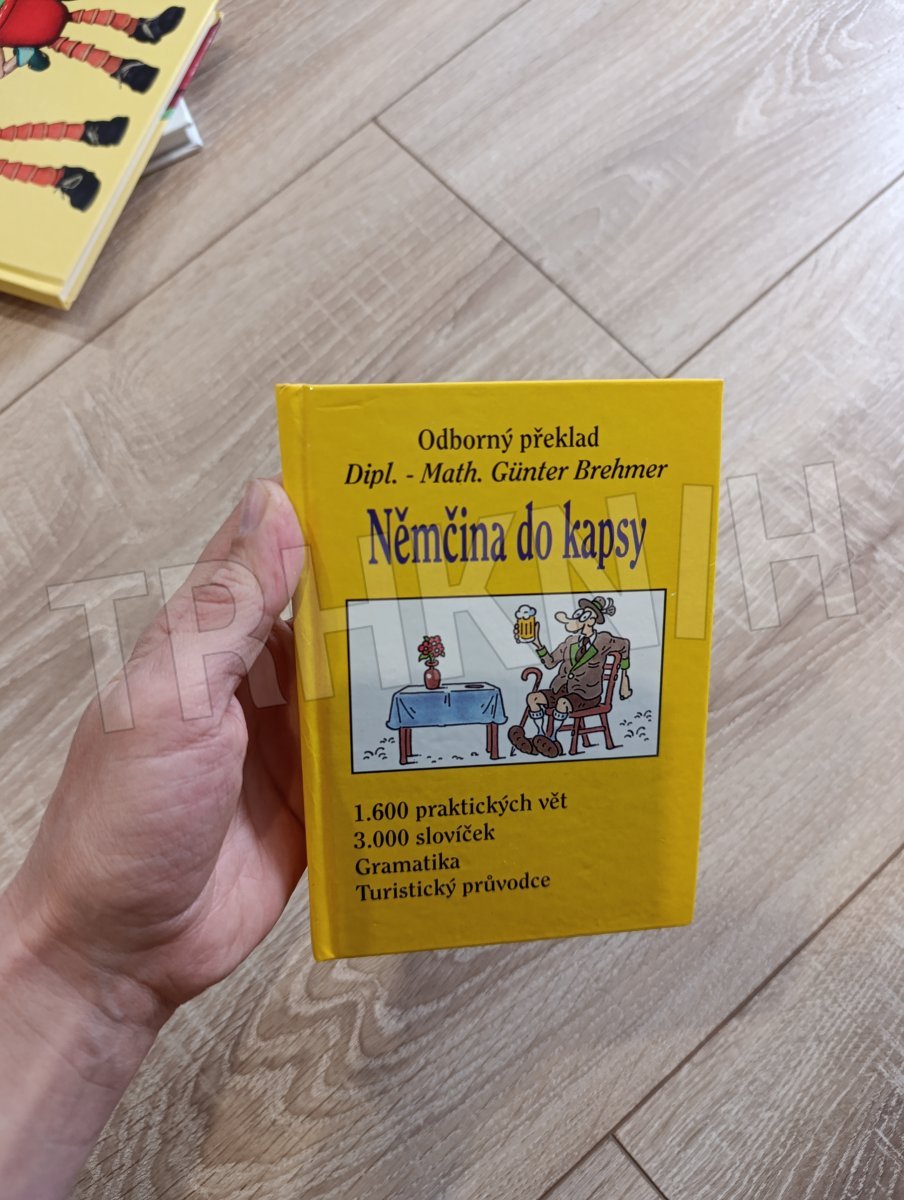 Odborný překlad
Dipl. - Math. Günter Brehmer
Němčina do kapsy
TRHKNIH
1.600 praktických vět
3.000 slovíček
Gramatika
Turistický průvodce